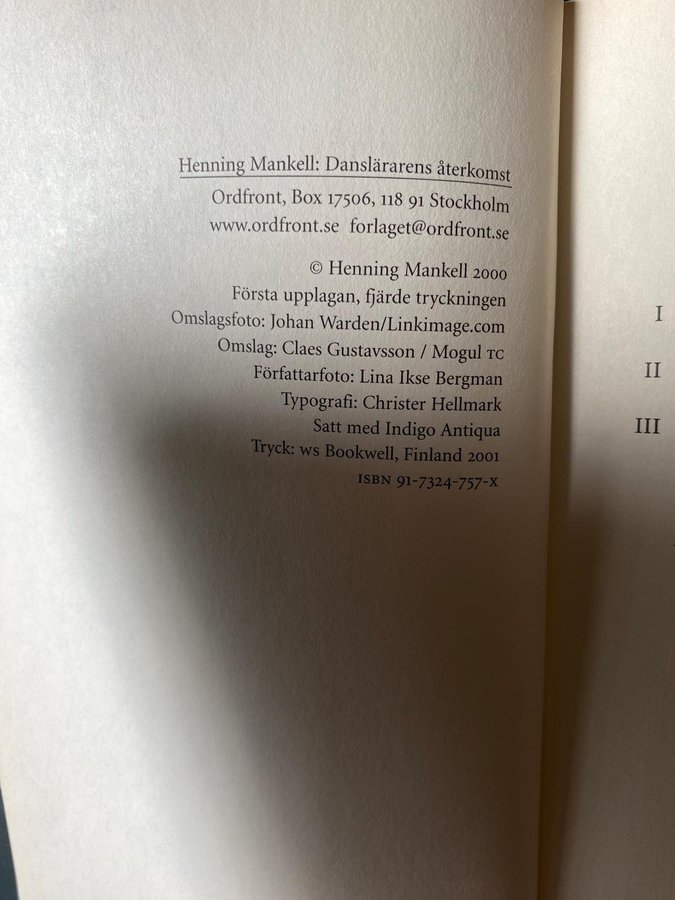 Henning Mankell: Danslärarens återkomst
Ordfront, Box 17506, 118 91 Stockholm
www.ordfront.se forlaget@ordfront.se
© Henning Mankell 2000
Första upplagan, fjärde tryckningen
Omslagsfoto: Johan Warden/Linkimage.com
Omslag: Claes Gustavsson / Mogul TC
Författarfoto: Lina Ikse Bergman
Typografi: Christer Hellmark
Satt med Indigo Antiqua
Tryck: WS Bookwell, Finland 2001
ISBN 91-7324-757-X
I
II
III